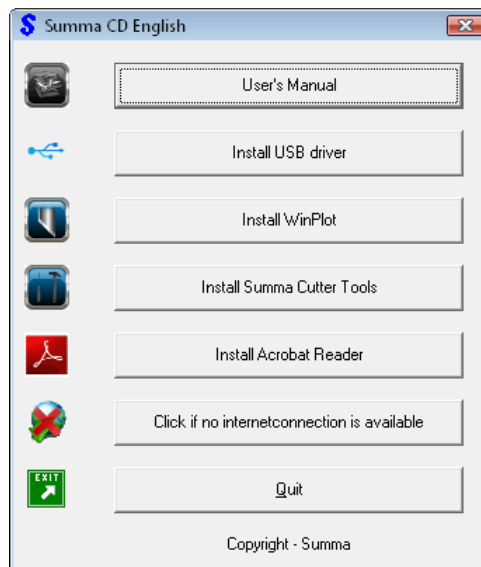 Summa CD English
User's Manual
Install USB driver
Install WinPlot
Install Summa Cutter Tools
Install Acrobat Reader
Click if no internetconnection is available
EXIT
Quit
Copyright - Summa